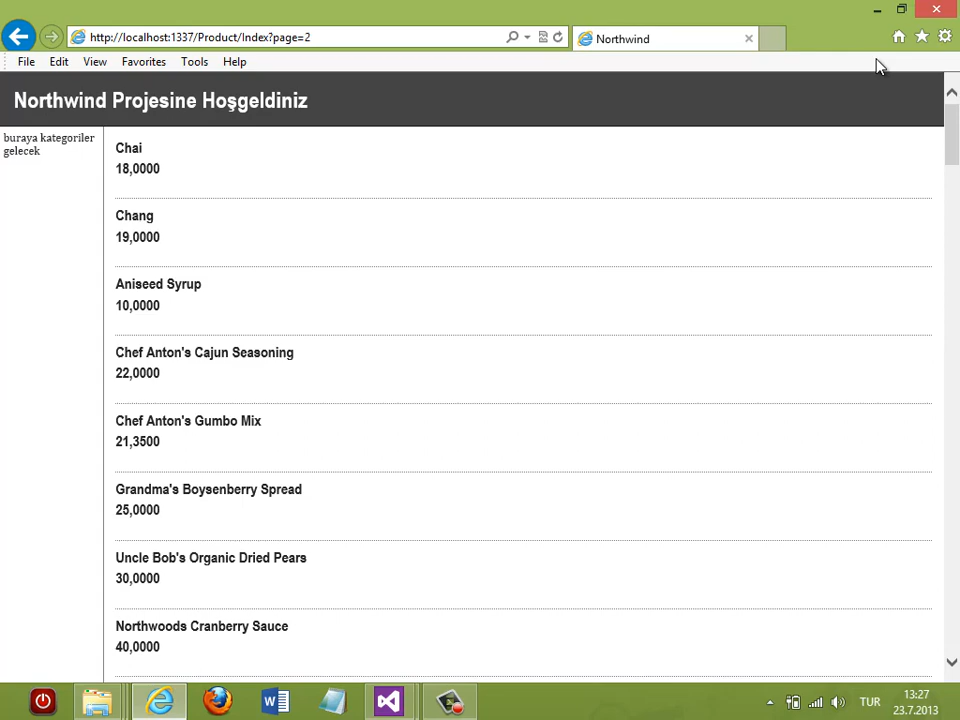 http://localhost:1337/Product/Index?page=2
Northwind
File Edit View Favorites Tools Help
Northwind Projesine Hoşgeldiniz
buraya kategoriler
gelecek
Chai
18,0000
Chang
19,0000
Aniseed Syrup
10,0000
Chef Anton's Cajun Seasoning
22,0000
Chef Anton's Gumbo Mix
21,3500
Grandma's Boysenberry Spread
25,0000
Uncle Bob's Organic Dried Pears
30,0000
Northwoods Cranberry Sauce
40,0000
TUR
13:27
23.7.2013